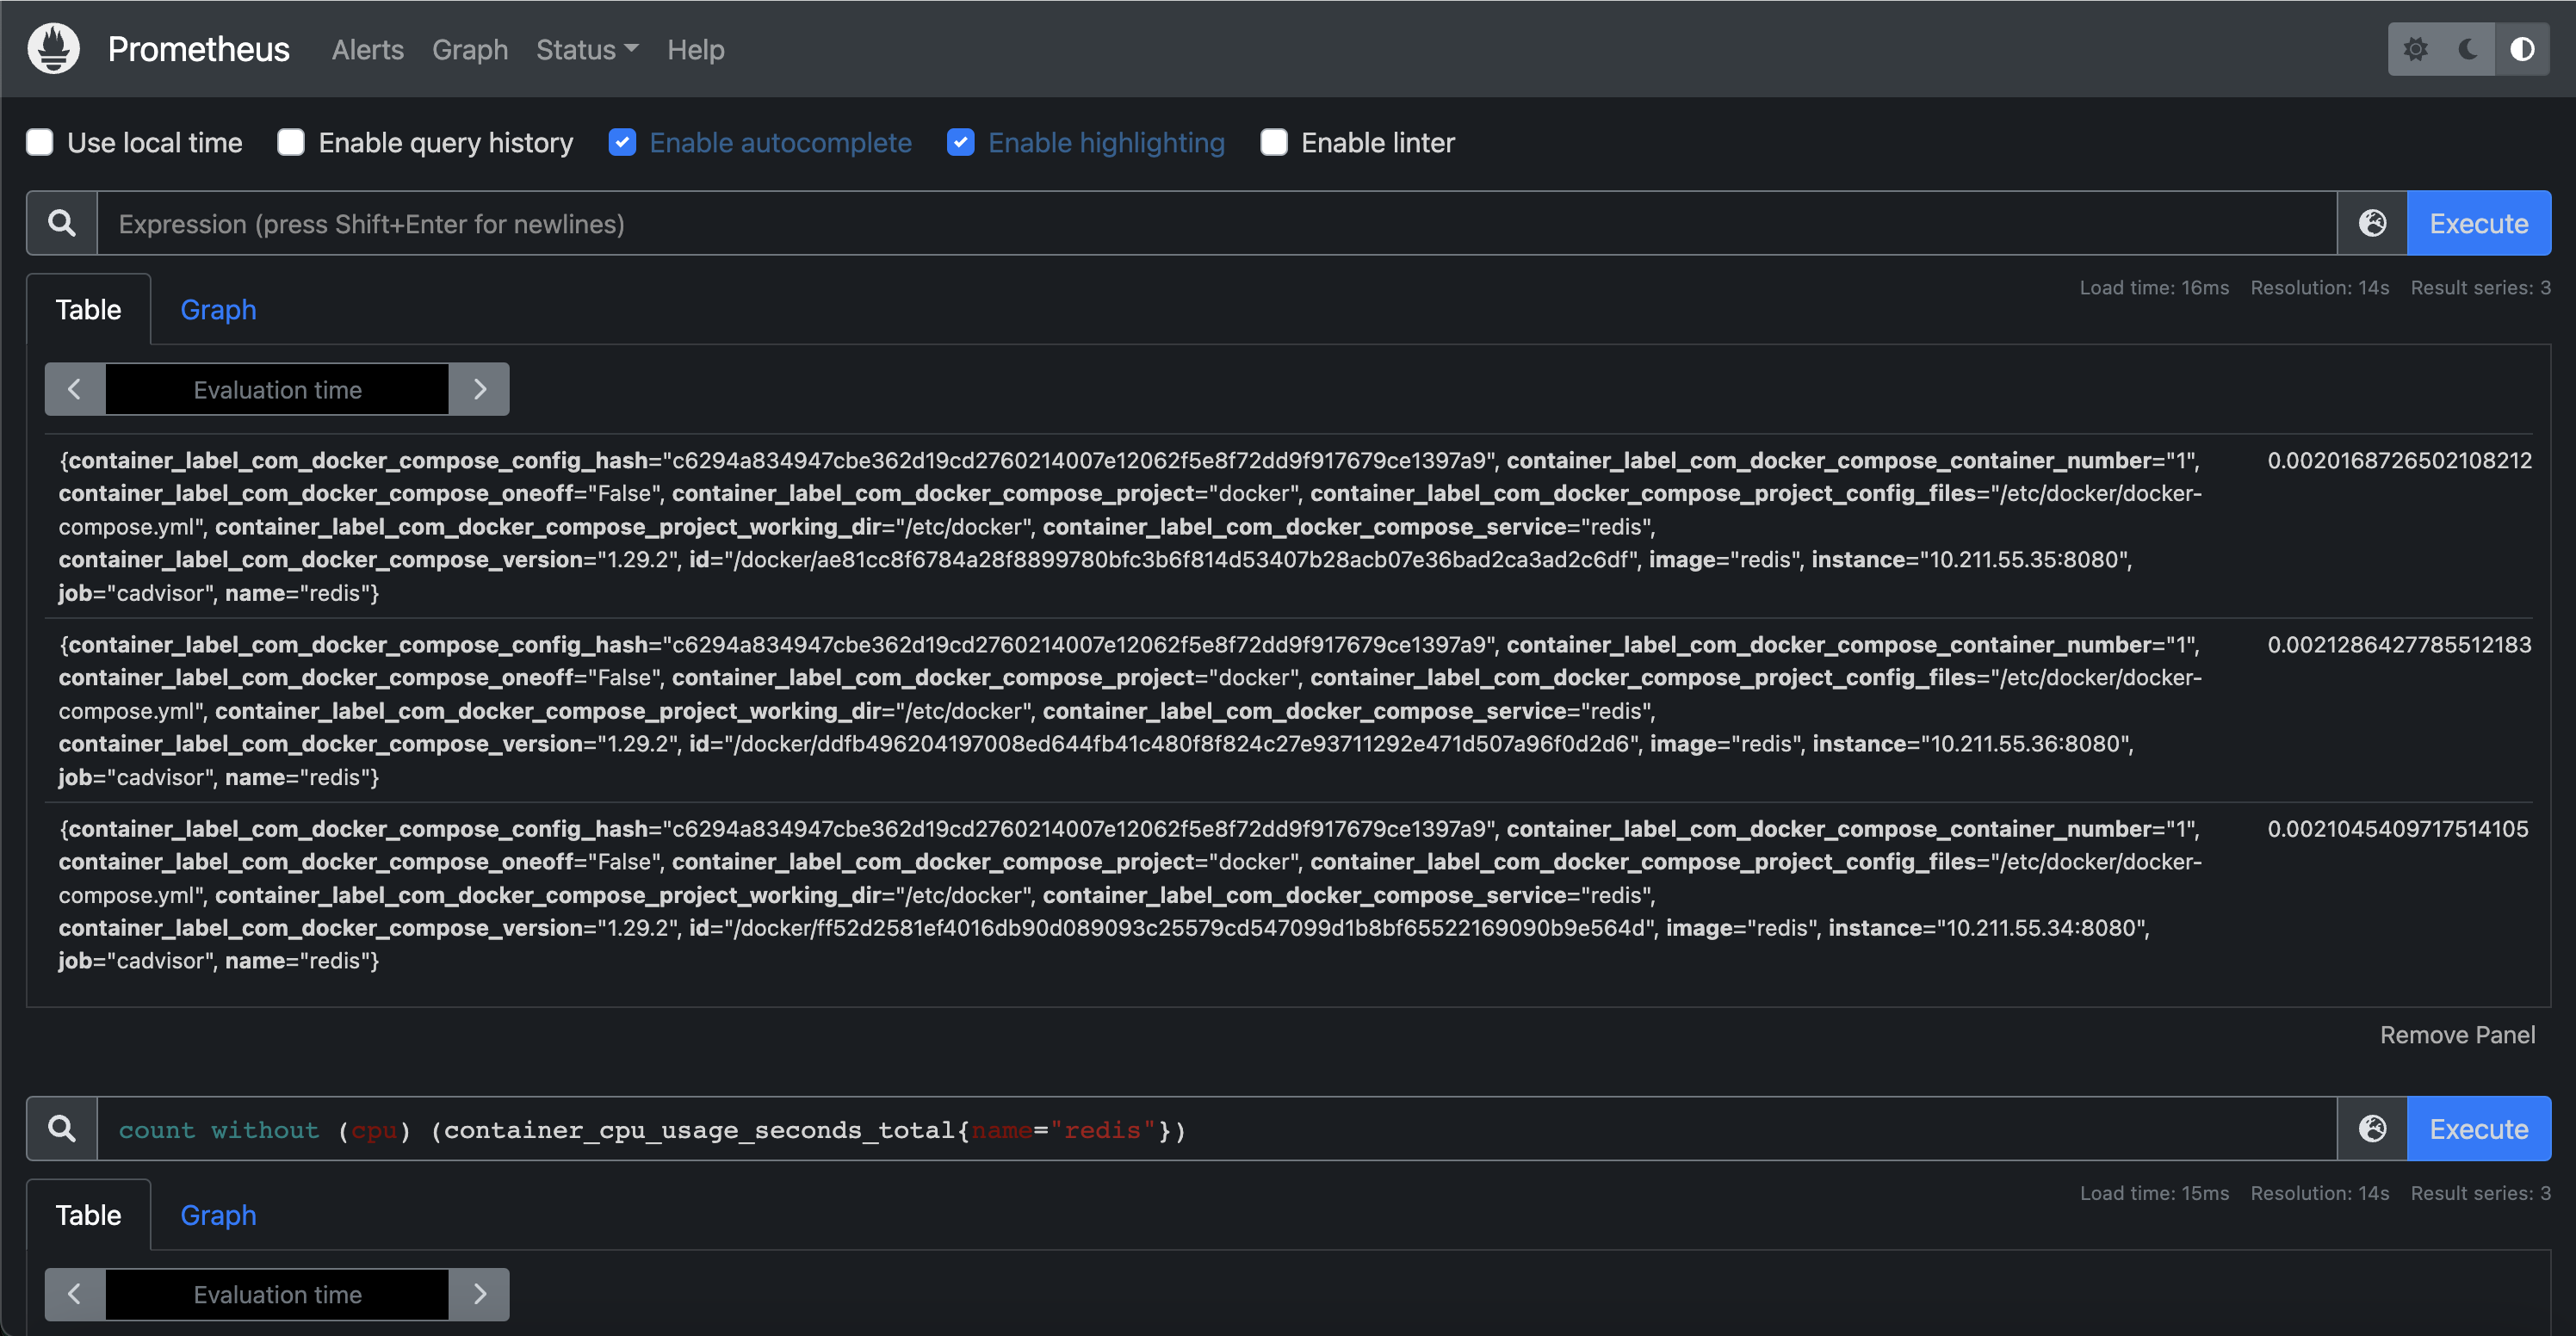 Prometheus Alerts Graph Status Help
Use local time Enable query history Enable autocomplete Enable highlighting Enable linter
Expression (press Shift+Enter for newlines) Execute
Load time: 16ms Resolution: 14s Result series: 3
Table Graph
Evaluation time
{container_label_com_docker_compose_config_hash="c6294a834947cbe362d19cd2760214007e12062f5e8f72dd9f917679ce1397a9", container_label_com_docker_compose_container_number="1", 0.0020168726502108212
container_label_com_docker_compose_oneoff="False", container_label_com_docker_compose_project="docker", container_label_com_docker_compose_project_config_files="/etc/docker/docker-
compose.yml", container_label_com_docker_compose_project_working_dir="/etc/docker", container_label_com_docker_compose_service="redis",
container_label_com_docker_compose_version="1.29.2", id="/docker/ae81cc8f6784a28f8899780bfc3b6f814d53407b28acb07e36bad2ca3ad2c6df", image="redis", instance="10.211.55.35:8080",
job="cadvisor", name="redis"}
{container_label_com_docker_compose_config_hash="c6294a834947cbe362d19cd2760214007e12062f5e8f72dd9f917679ce1397a9", container_label_com_docker_compose_container_number="1", 0.0021286427785512183
container_label_com_docker_compose_oneoff="False", container_label_com_docker_compose_project="docker", container_label_com_docker_compose_project_config_files="/etc/docker/docker-
compose.yml", container_label_com_docker_compose_project_working_dir="/etc/docker", container_label_com_docker_compose_service="redis",
container_label_com_docker_compose_version="1.29.2", id="/docker/ddfb496204197008ed644fb41c480f8f824c27e93711292e471d507a96f0d2d6", image="redis", instance="10.211.55.36:8080",
job="cadvisor", name="redis"}
{container_label_com_docker_compose_config_hash="c6294a834947cbe362d19cd2760214007e12062f5e8f72dd9f917679ce1397a9", container_label_com_docker_compose_container_number="1", 0.0021045409717514105
container_label_com_docker_compose_oneoff="False", container_label_com_docker_compose_project="docker", container_label_com_docker_compose_project_config_files="/etc/docker/docker-
compose.yml", container_label_com_docker_compose_project_working_dir="/etc/docker", container_label_com_docker_compose_service="redis",
container_label_com_docker_compose_version="1.29.2", id="/docker/ff52d2581ef4016db90d089093c25579cd547099d1b8bf65522169090b9e564d", image="redis", instance="10.211.55.34:8080",
job="cadvisor", name="redis"}
Remove Panel
count without (cpu) (container_cpu_usage_seconds_total{name="redis"}) Execute
Load time: 15ms Resolution: 14s Result series: 3
Table Graph
Evaluation time